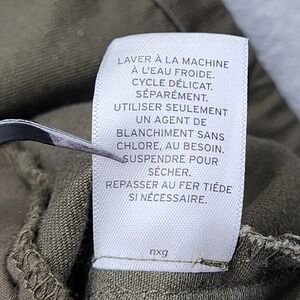 LAVER À LA MACHINE
À L'EAU FROIDE.
CYCLE DÉLICAT.
SÉPARÉMENT.
UTILISER SEULEMENT
UN AGENT DE
BLANCHIMENT SANS
CHLORE, AU BESOIN.
SUSPENDRE POUR
SÉCHER.
REPASSER AU FER TIÉDE
SI NÉCESSAIRE.
nxg